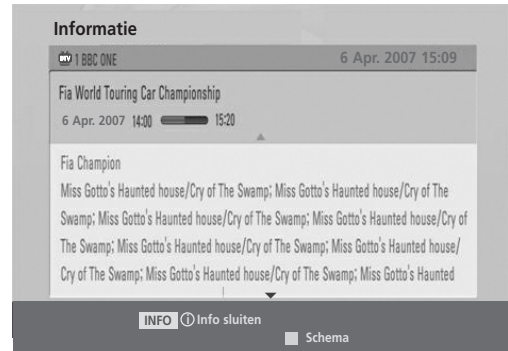 Informatie
DTV 1 BBC ONE 6 Apr. 2007 15:09
Fia World Touring Car Championship
6 Apr. 2007 14:00 15:20
Fia Champion
Miss Gotto's Haunted house/Cry of The Swamp; Miss Gotto's Haunted house/Cry of The
Swamp; Miss Gotto's Haunted house/Cry of The Swamp; Miss Gotto's Haunted house/Cry of
The Swamp; Miss Gotto's Haunted house/Cry of The Swamp; Miss Gotto's Haunted house/
Cry of The Swamp; Miss Gotto's Haunted house/Cry of The Swamp; Miss Gotto's Haunted
INFO ⓘ Info sluiten
Schema